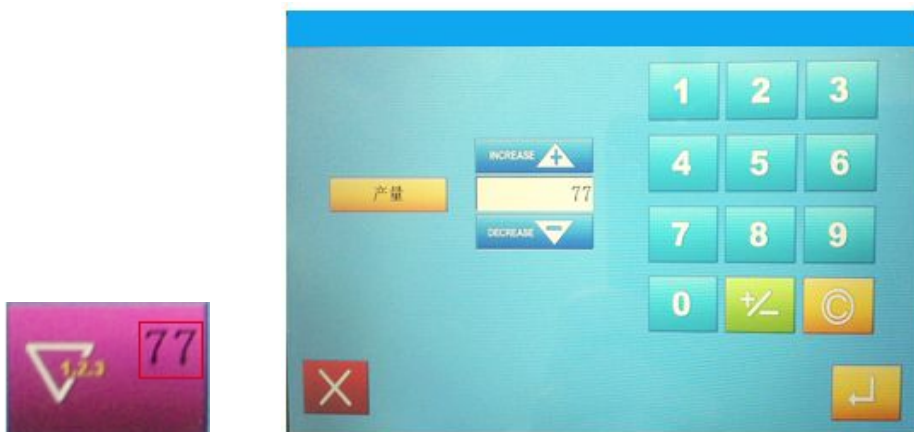 1 2 3
INCREASE +
4 5 6
产量 77
DECREASE −
7 8 9
0 +/− ©
1,2,3 77